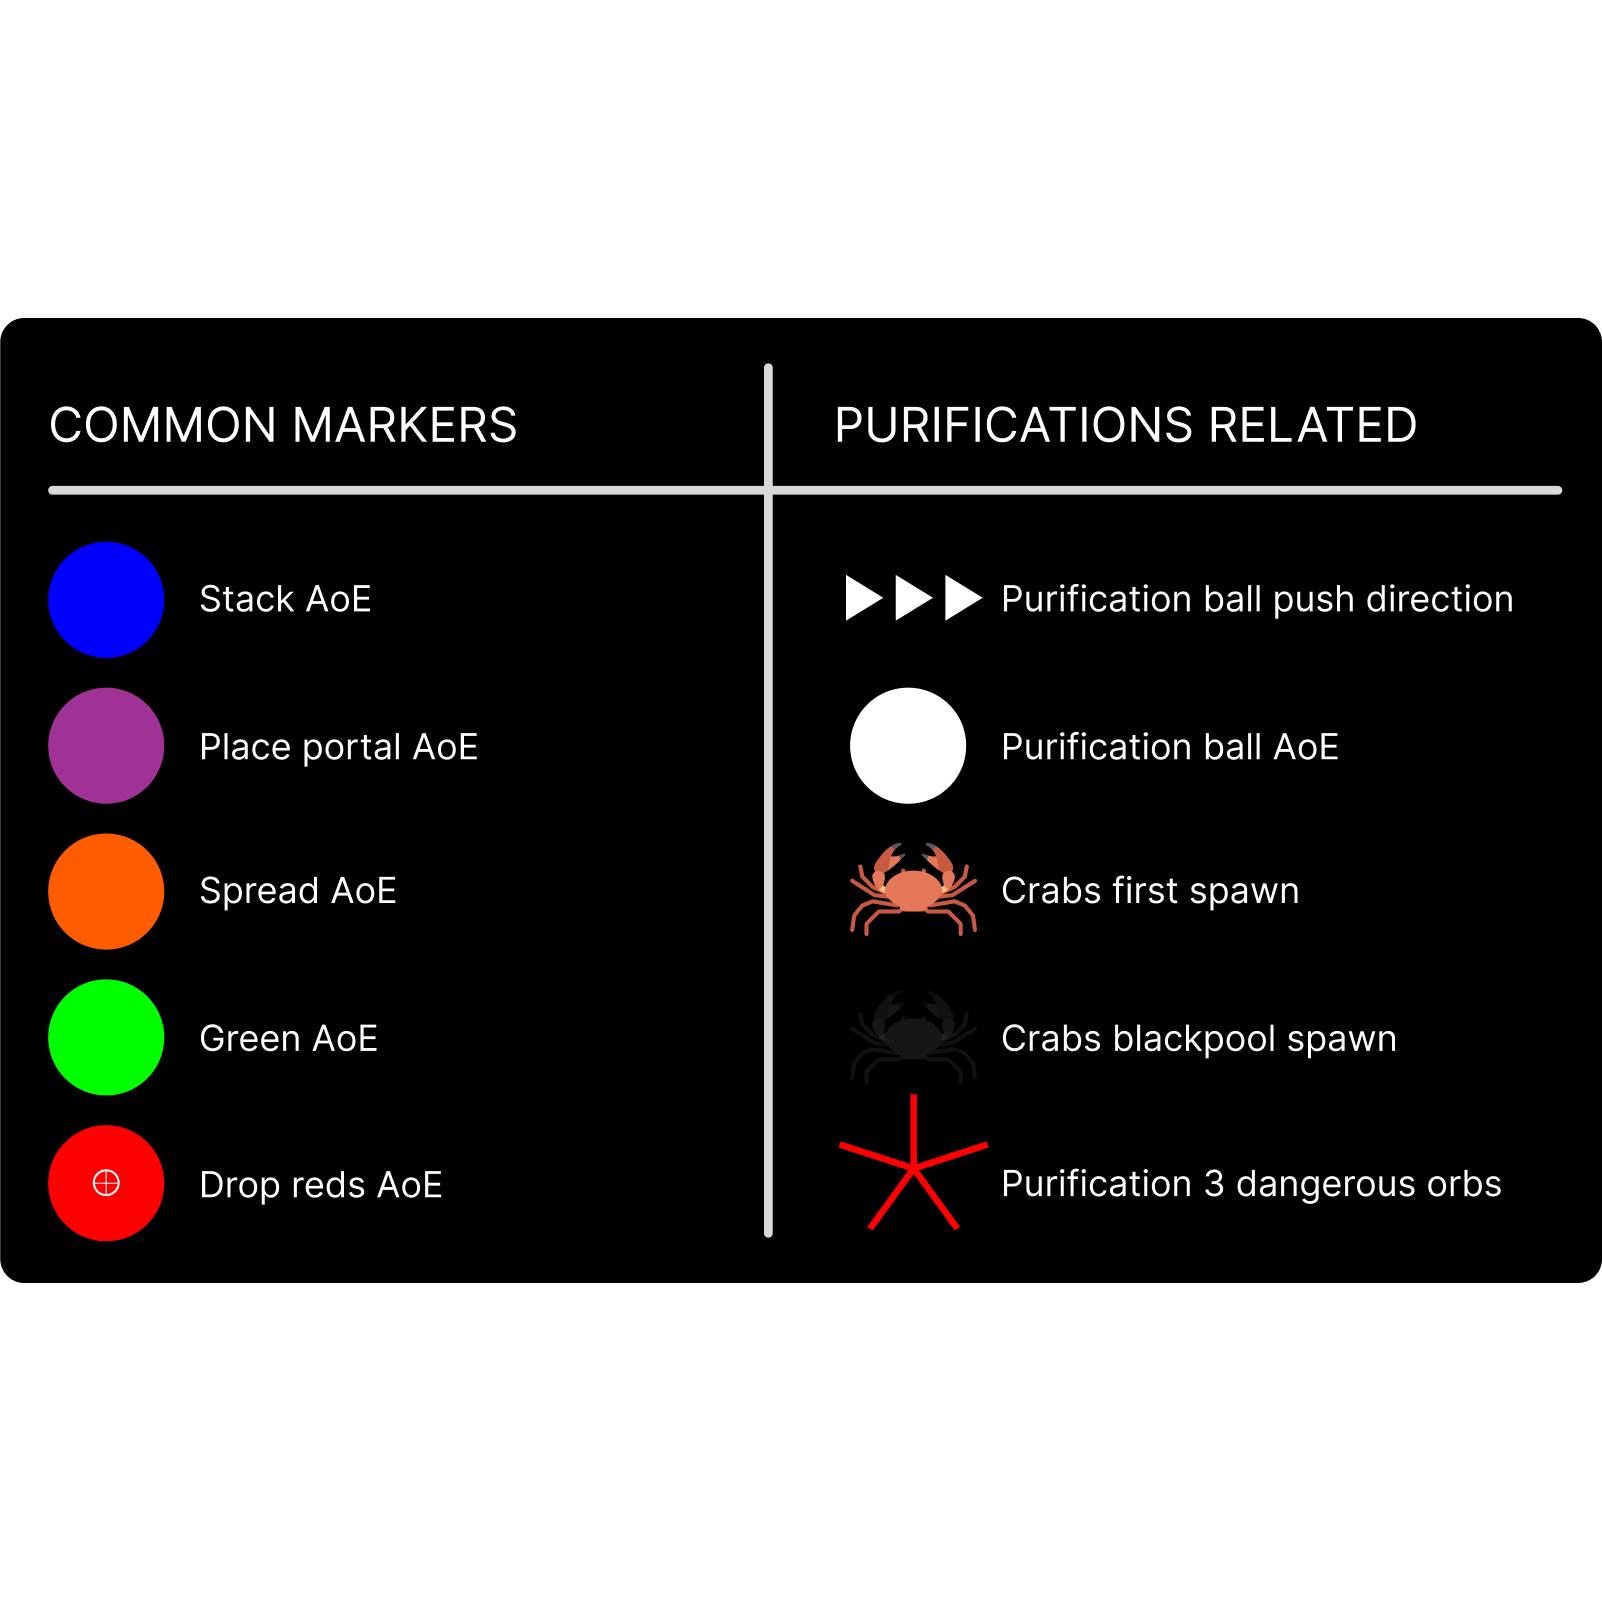 COMMON MARKERS
Stack AoE
Place portal AoE
Spread AoE
Green AoE
Drop reds AoE
PURIFICATIONS RELATED
Purification ball push direction
Purification ball AoE
Crabs first spawn
Crabs blackpool spawn
Purification 3 dangerous orbs